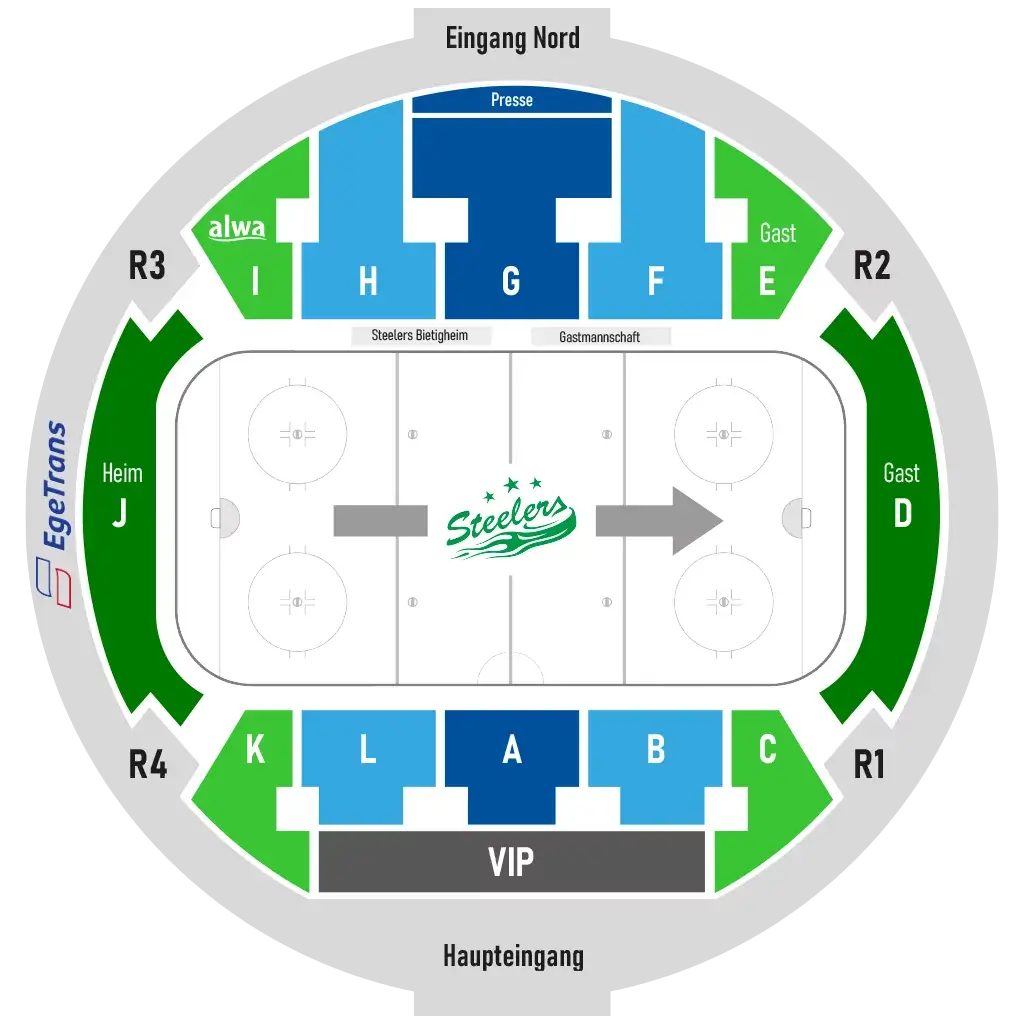 Eingang Nord
Presse
alwa
Gast
R3
R2
I
H
G
F
E
Steelers Bietigheim
Gastmannschaft
EgeTrans
Heim
J
Gast
D
Steelers
K
L
A
B
C
R4
R1
VIP
Haupteingang